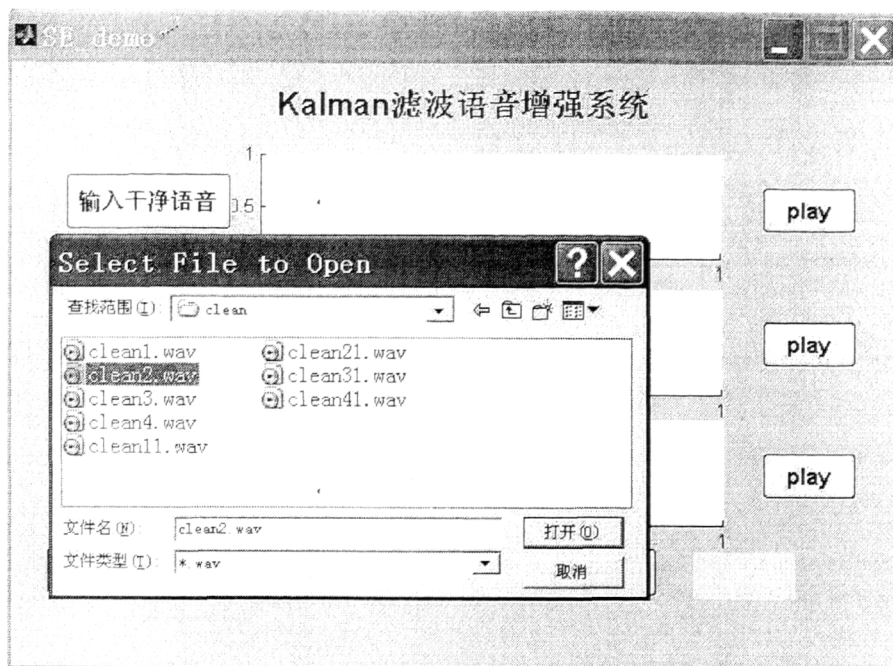 SE demo
Kalman滤波语音增强系统
1
输入干净语音
0.5
play
Select File to Open
1
查找范围(I):
clean
clean1.wav
clean21.wav
clean2.wav
clean31.wav
play
clean3.wav
clean41.wav
clean4.wav
1
clean11.wav
play
文件名(N):
clean2.wav
打开(O)
1
文件类型(T):
*.wav
取消